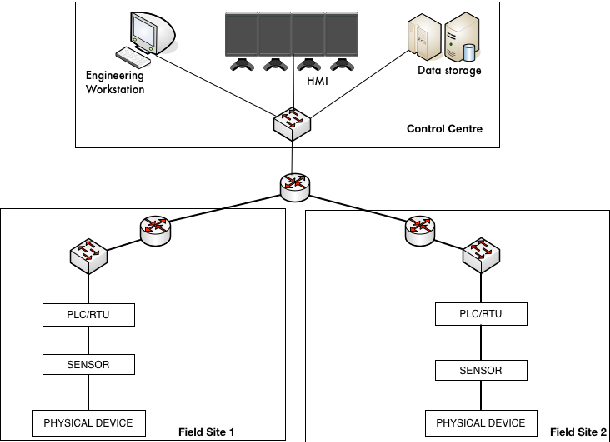 Engineering
Workstation
HMI
Data storage
Control Centre
PLC/RTU
SENSOR
PHYSICAL DEVICE
Field Site 1
PLC/RTU
SENSOR
PHYSICAL DEVICE
Field Site 2